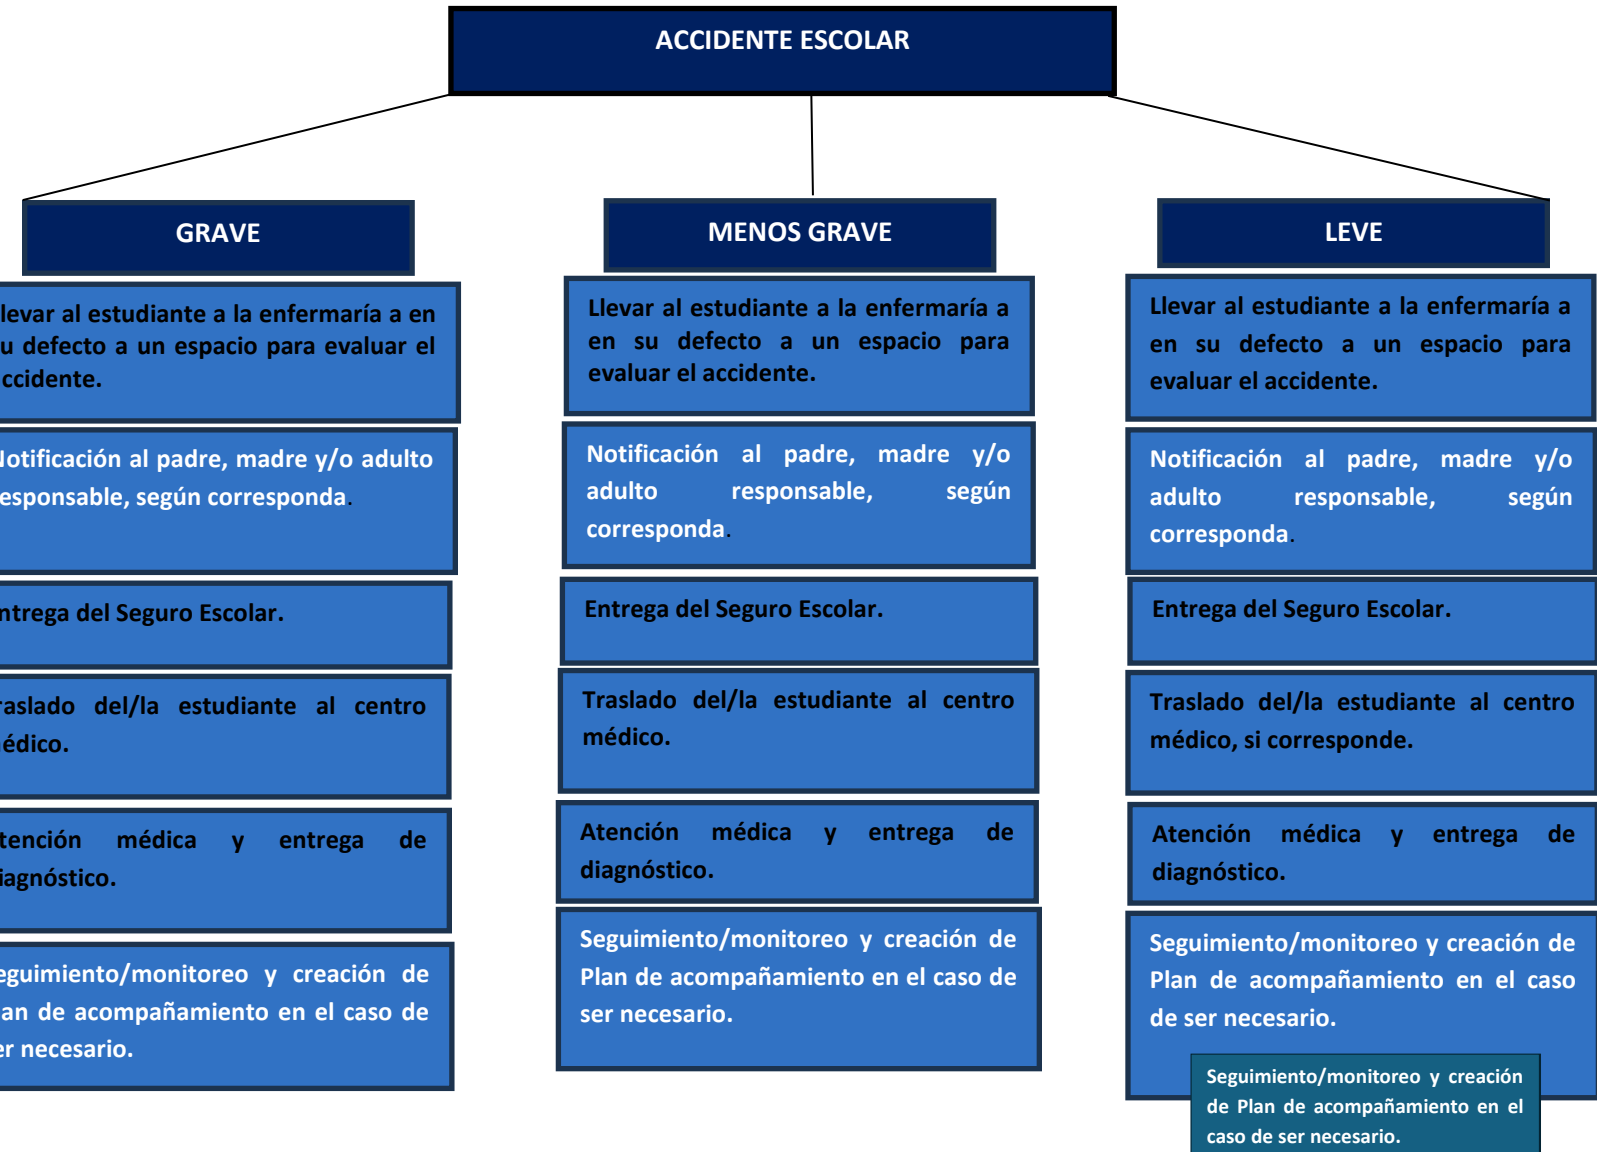 ACCIDENTE ESCOLAR
GRAVE
levar al estudiante a la enfermaría a en
u defecto a un espacio para evaluar el
ccidente.
Notificación al padre, madre y/o adulto
esponsable, según corresponda.
ntrega del Seguro Escolar.
raslado del/la estudiante al centro
médico.
tención médica y entrega de
iagnóstico.
eguimiento/monitoreo y creación de
lan de acompañamiento en el caso de
er necesario.
MENOS GRAVE
Llevar al estudiante a la enfermaría a
en su defecto a un espacio para
evaluar el accidente.
Notificación al padre, madre y/o
adulto responsable, según
corresponda.
Entrega del Seguro Escolar.
Traslado del/la estudiante al centro
médico.
Atención médica y entrega de
diagnóstico.
Seguimiento/monitoreo y creación de
Plan de acompañamiento en el caso de
ser necesario.
LEVE
Llevar al estudiante a la enfermaría a
en su defecto a un espacio para
evaluar el accidente.
Notificación al padre, madre y/o
adulto responsable, según
corresponda.
Entrega del Seguro Escolar.
Traslado del/la estudiante al centro
médico, si corresponde.
Atención médica y entrega de
diagnóstico.
Seguimiento/monitoreo y creación de
Plan de acompañamiento en el caso
de ser necesario.
Seguimiento/monitoreo y creación
de Plan de acompañamiento en el
caso de ser necesario.